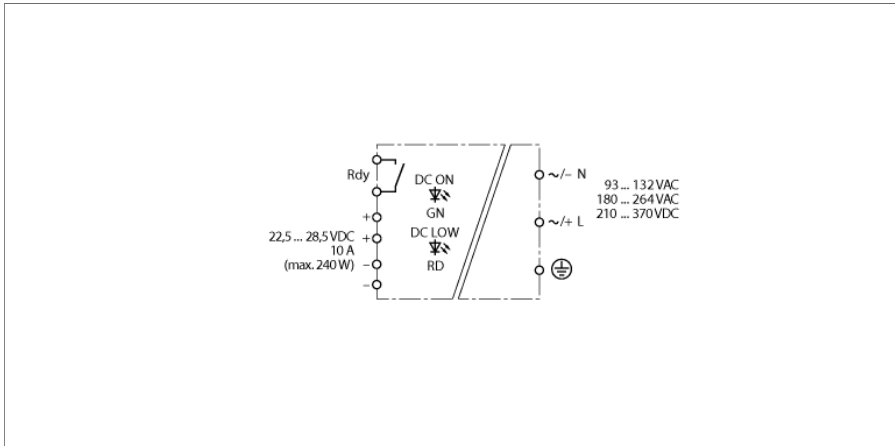 Rdy
DC ON
GN
DC LOW
RD
+
22,5 ... 28,5 VDC +
10 A
(max. 240 W) –
–
~/– N
~/+ L
93 ... 132 VAC
180 ... 264 VAC
210 ... 370 VDC